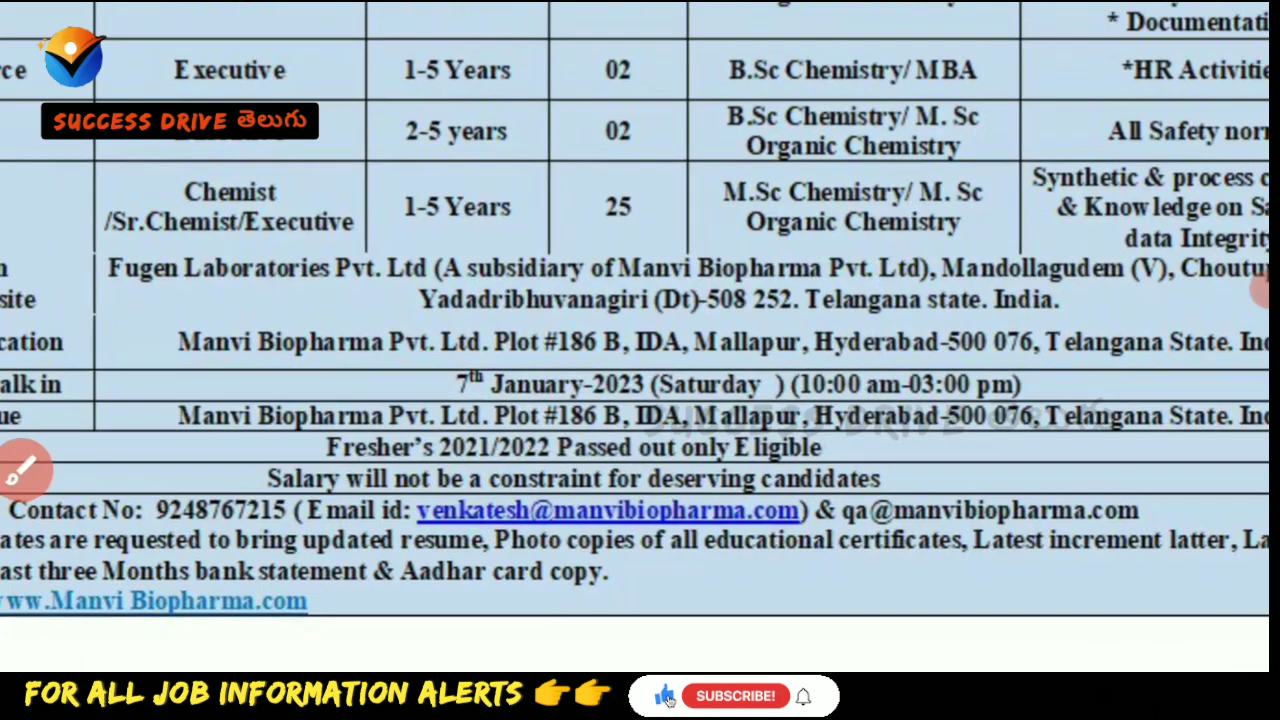 * Documentati
rce Executive 1-5 Years 02 B.Sc Chemistry/ MBA *HR Activitie
SUCCESS DRIVE తెలుగు
2-5 years 02 B.Sc Chemistry/ M. Sc Organic Chemistry All Safety norr
Chemist /Sr.Chemist/Executive 1-5 Years 25 M.Sc Chemistry/ M. Sc Organic Chemistry Synthetic & process c & Knowledge on Sa data Integrity
n Fugen Laboratories Pvt. Ltd (A subsidiary of Manvi Biopharma Pvt. Ltd), Mandollagudem (V), Choutup
site Yadadribhuvanagiri (Dt)-508 252. Telangana state. India.
cation Manvi Biopharma Pvt. Ltd. Plot #186 B, IDA, Mallapur, Hyderabad-500 076, Telangana State. Ind
alk in 7th January-2023 (Saturday ) (10:00 am-03:00 pm)
ue Manvi Biopharma Pvt. Ltd. Plot #186 B, IDA, Mallapur, Hyderabad-500 076, Telangana State. Ind
SUCCESS DRIVE తెలుగు
Fresher's 2021/2022 Passed out only Eligible
Salary will not be a constraint for deserving candidates
Contact No: 9248767215 ( Email id: venkatesh@manvibiopharma.com) & qa@manvibiopharma.com
ates are requested to bring updated resume, Photo copies of all educational certificates, Latest increment latter, La
ast three Months bank statement & Aadhar card copy.
www.Manvi Biopharma.com
FOR ALL JOB INFORMATION ALERTS 👉👉 SUBSCRIBE!